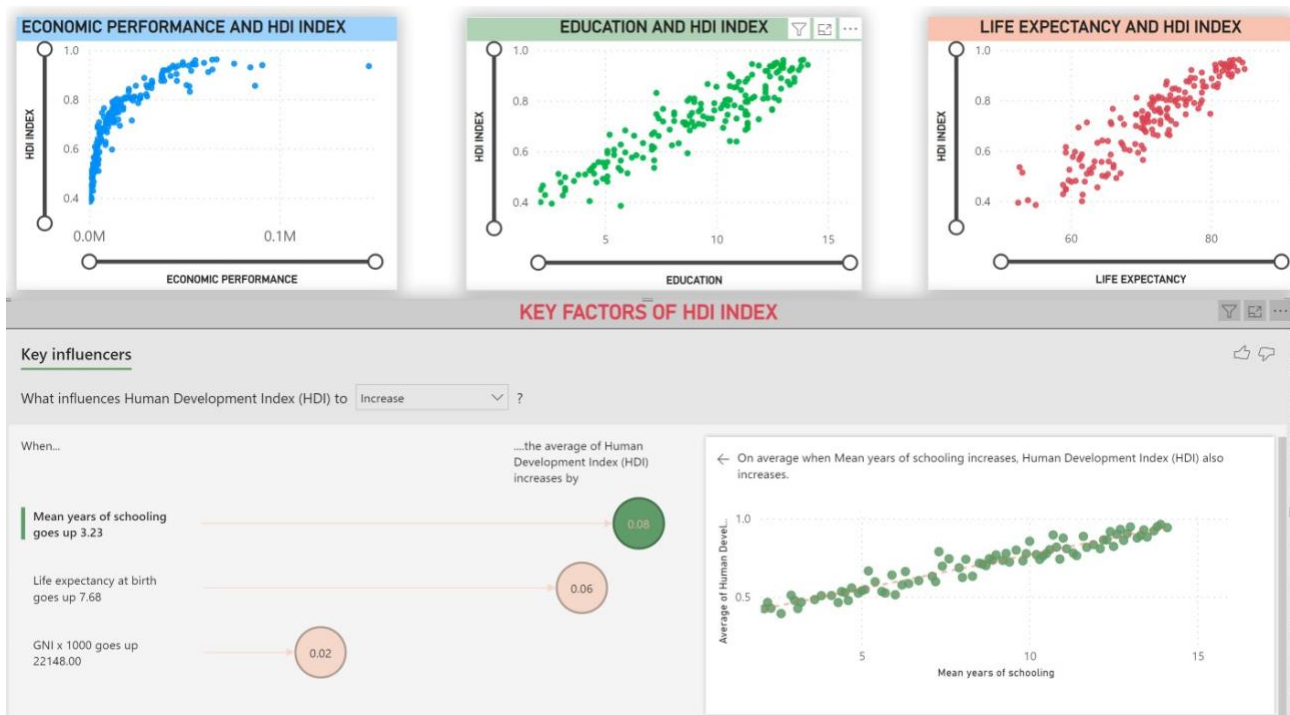 ECONOMIC PERFORMANCE AND HDI INDEX
HDI INDEX
1.0
0.8
0.6
0.4
0.0M
0.1M
ECONOMIC PERFORMANCE
EDUCATION AND HDI INDEX
HDI INDEX
1.0
0.8
0.6
0.4
5
10
15
EDUCATION
LIFE EXPECTANCY AND HDI INDEX
HDI INDEX
1.0
0.8
0.6
0.4
60
80
LIFE EXPECTANCY
KEY FACTORS OF HDI INDEX
Key influencers
What influences Human Development Index (HDI) to Increase ?
When...
....the average of Human
Development Index (HDI)
increases by
Mean years of schooling
goes up 3.23
0.08
Life expectancy at birth
goes up 7.68
0.06
GNI x 1000 goes up
22148.00
0.02
On average when Mean years of schooling increases, Human Development Index (HDI) also
increases.
Average of Human Devel...
1.0
0.5
5
10
15
Mean years of schooling